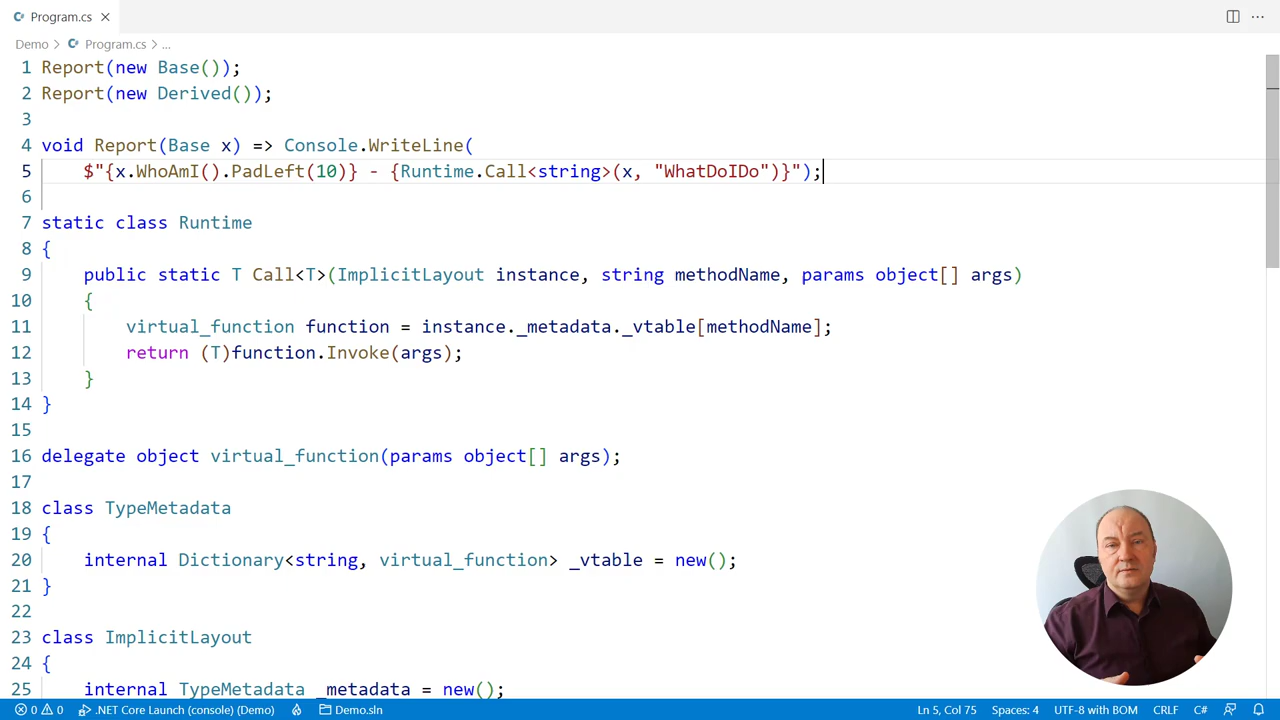 Program.cs
Demo > Program.cs > ...
1 Report(new Base());
2 Report(new Derived());
3
4 void Report(Base x) => Console.WriteLine(
5 $"{x.WhoAmI().PadLeft(10)} - {Runtime.Call<string>(x, "WhatDoIDo")}");
6
7 static class Runtime
8 {
9 public static T Call<T>(ImplicitLayout instance, string methodName, params object[] args)
10 {
11 virtual_function function = instance._metadata._vtable[methodName];
12 return (T)function.Invoke(args);
13 }
14 }
15
16 delegate object virtual_function(params object[] args);
17
18 class TypeMetadata
19 {
20 internal Dictionary<string, virtual_function> _vtable = new();
21 }
22
23 class ImplicitLayout
24 {
25 internal TypeMetadata _metadata = new();
0 0 .NET Core Launch (console) (Demo) Demo.sln Ln 5, Col 75 Spaces: 4 UTF-8 with BOM CRLF C#